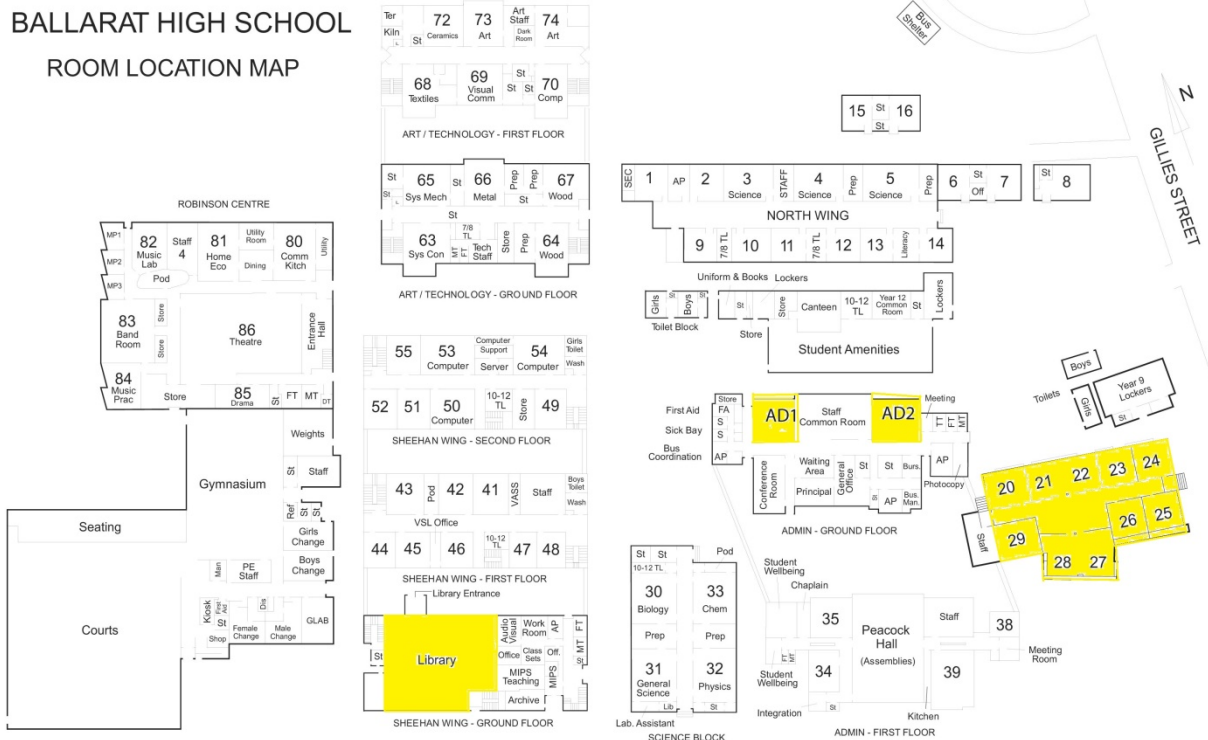 BALLARAT HIGH SCHOOL
ROOM LOCATION MAP
Bus
Shelter
N
GILLIES STREET
Ter
Kiln
L
St
72
Ceramics
73
Art
Art
Staff
Dark
Room
74
Art
68
Textiles
69
Visual
Comm
St
St
St
70
Comp
ART / TECHNOLOGY - FIRST FLOOR
St
St
L
65
Sys Mech
St
66
Metal
Prep
Prep
St
67
Wood
St
63
Sys Con
7/8
TL
MT
FT
Tech
Staff
Store
Prep
64
Wood
ART / TECHNOLOGY - GROUND FLOOR
15
St
St
16
SEC
1
AP
2
3
Science
STAFF
4
Science
Prep
5
Science
Prep
6
St
Off
7
St
8
NORTH WING
9
7/8 TL
10
11
7/8 TL
12
13
Literacy
14
Uniform & Books
Lockers
Girls
St
Boys
St
Toilet Block
St
Store
Store
Canteen
10-12
TL
Year 12
Common
Room
St
Lockers
Student Amenities
ROBINSON CENTRE
MP1
MP2
MP3
82
Music
Lab
Staff
4
Pod
81
Home
Eco
Utility
Room
Dining
80
Comm
Kitch
Utility
83
Band
Room
Store
Store
86
Theatre
Entrance
Hall
84
Music
Prac
Store
85
Drama
St
FT
MT
DT
Weights
St
Staff
Gymnasium
Ref
St
St
Girls
Change
Boys
Change
Seating
Man
PE
Staff
Courts
Kiosk
First
Aid
St
Shop
Dis
Female
Change
Male
Change
GLAB
55
53
Computer
Computer
Support
Server
54
Computer
Girls
Toilet
Wash
52
51
50
Computer
10-12
TL
Store
49
SHEEHAN WING - SECOND FLOOR
43
Pod
42
41
VASS
Staff
Boys
Toilet
Wash
VSL Office
44
45
46
10-12
TL
47
48
SHEEHAN WING - FIRST FLOOR
Library Entrance
St
Library
Audio
Visual
Work
Room
AP
FT
MT
St
Office
Class
Sets
Off.
MIPS
Teaching
MIPS
Archive
SHEEHAN WING - GROUND FLOOR
First Aid
Sick Bay
Bus
Coordination
Store
FA
S
S
AP
AD1
Staff
Common Room
AD2
Meeting
TT
FT
MT
AP
Photocopy
Conference
Room
Waiting
Area
Principal
General
Office
St
St
Burs.
St
AP
Bus.
Man.
ADMIN - GROUND FLOOR
Boys
Toilets
Girls
Year 9
Lockers
St
20
21
22
23
24
25
26
27
28
29
Staff
St
St
Pod
10-12 TL
30
Biology
33
Chem
Prep
Prep
31
General
Science
32
Physics
Lib
St
Lab. Assistant
SCIENCE BLOCK
Student
Wellbeing
Chaplain
35
Peacock
Hall
(Assemblies)
Staff
38
Meeting
Room
FT
MT
Student
Wellbeing
34
39
Integration
St
Kitchen
ADMIN - FIRST FLOOR